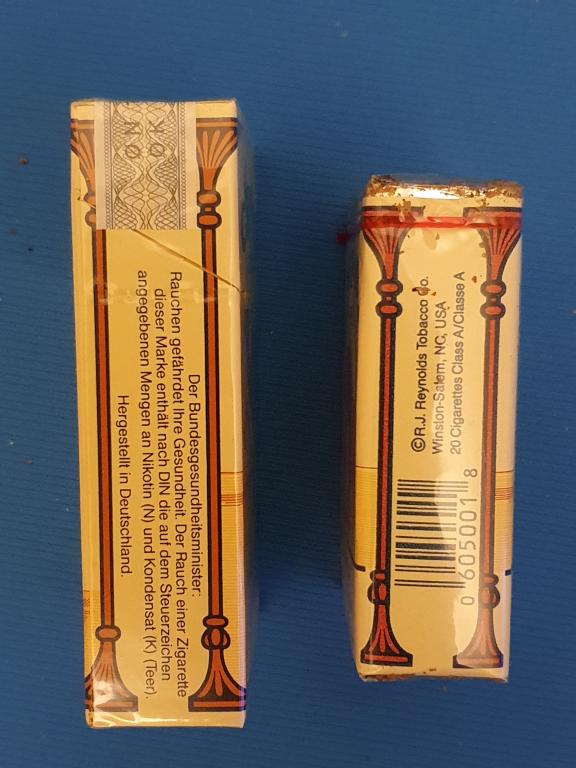 K Ø
N Ø
Der Bundesgesundheitsminister:
Rauchen gefährdet Ihre Gesundheit. Der Rauch einer Zigarette
dieser Marke enthält nach DIN die auf dem Steuerzeichen
angegebenen Mengen an Nikotin (N) und Kondensat (K) (Teer).
Hergestellt in Deutschland.
©R.J. Reynolds Tobacco Co.
Winston-Salem, NC, USA
20 Cigarettes Class A/Classe A
0 6050001 8